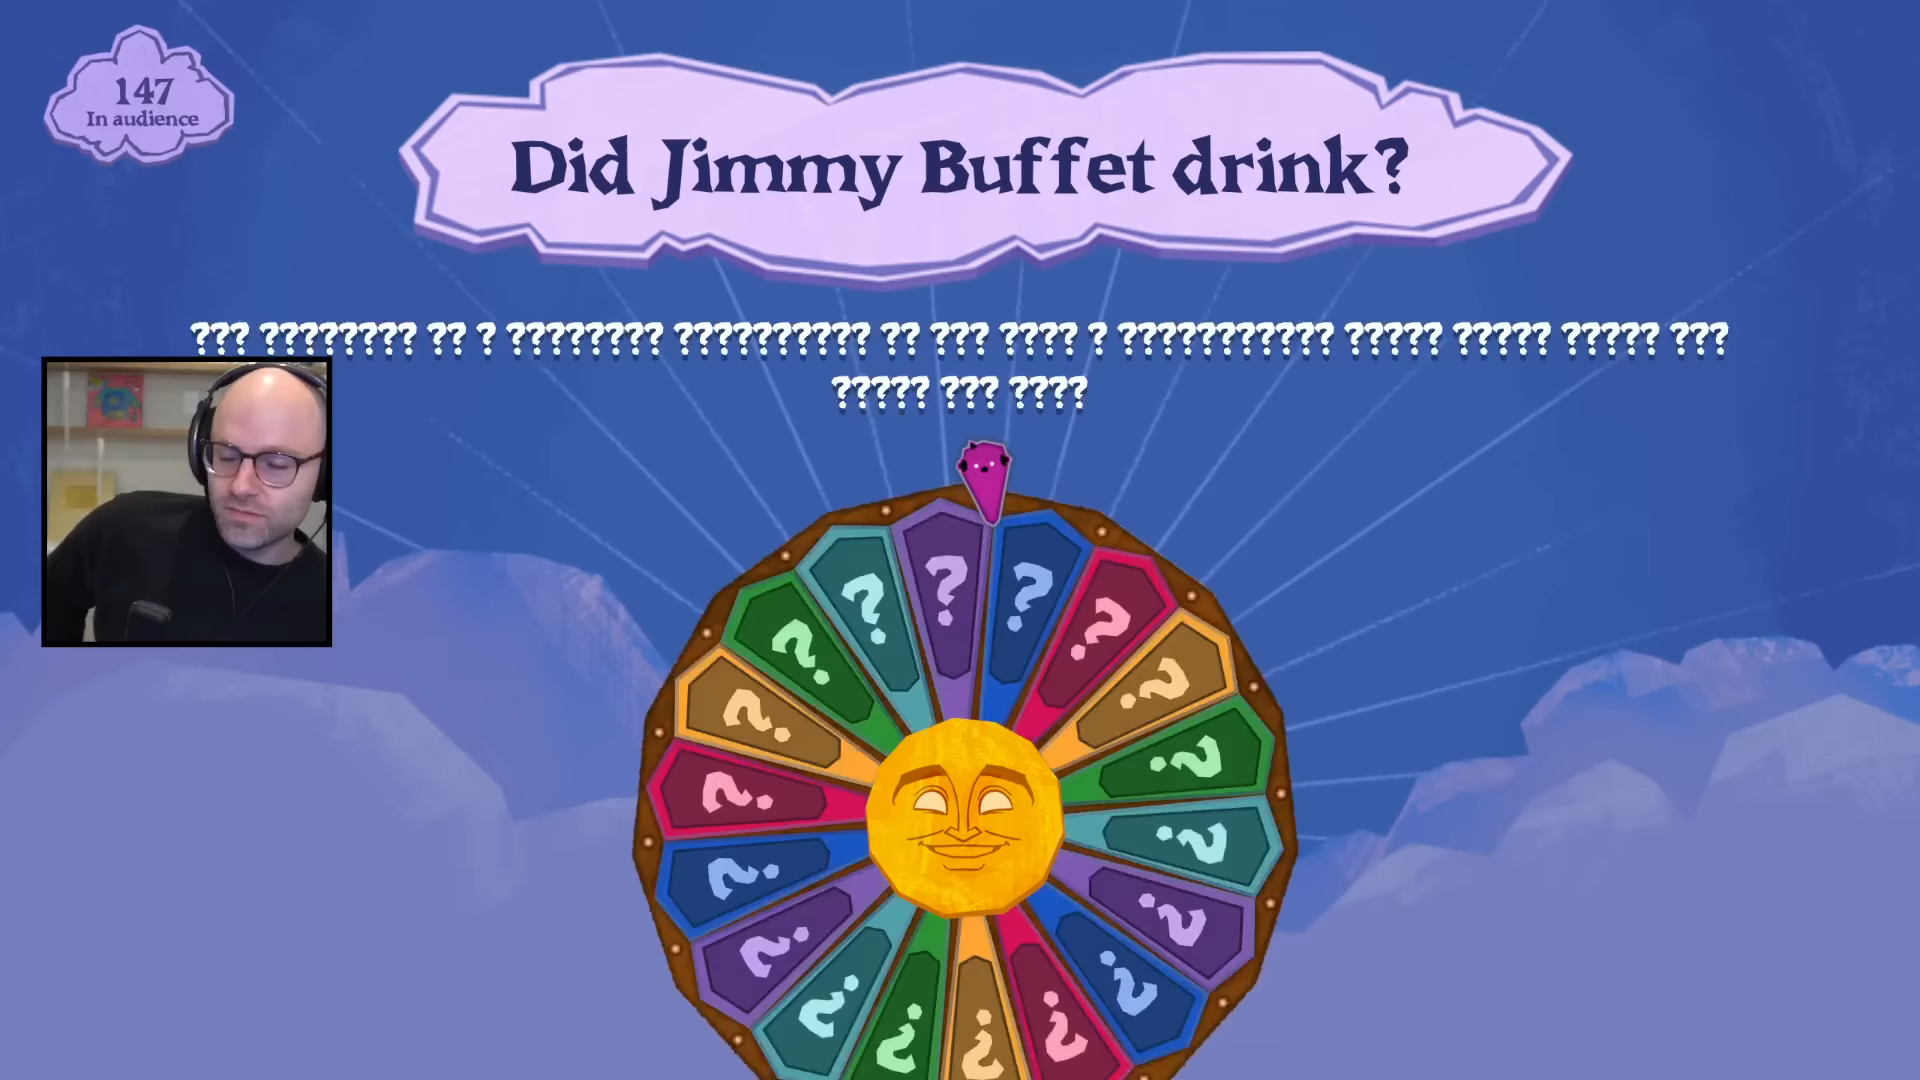 147
In audience
Did Jimmy Buffet drink?
??? ???????? ?? ? ???????? ?????????? ?? ??? ???? ? ??????????? ????? ????? ????? ???
????? ??? ????
? ? ? ? ? ? ? ? ? ? ? ? ? ? ? ? ? ?